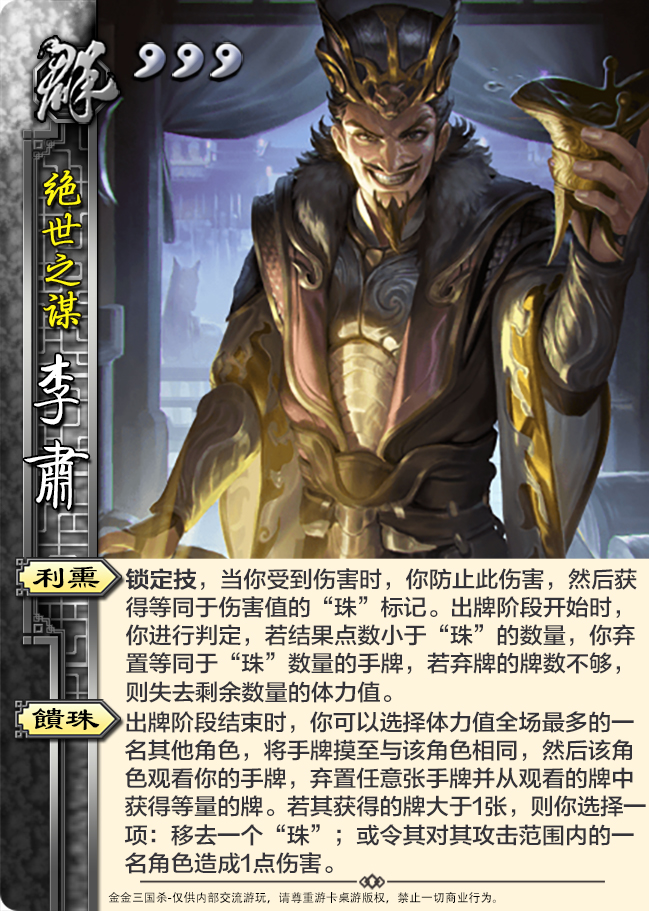 群
绝世之谋
李肃
利熏
锁定技，当你受到伤害时，你防止此伤害，然后获
得等同于伤害值的“珠”标记。出牌阶段开始时，
你进行判定，若结果点数小于“珠”的数量，你弃
置等同于“珠”数量的手牌，若弃牌的牌数不够，
则失去剩余数量的体力值。
饋珠
出牌阶段结束时，你可以选择体力值全场最多的一
名其他角色，将手牌摸至与该角色相同，然后该角
色观看你的手牌，弃置任意张手牌并从观看的牌中
获得等量的牌。若其获得的牌大于1张，则你选择一
项：移去一个“珠”；或令其对其攻击范围内的一
名角色造成1点伤害。
金金三国杀-仅供内部交流游玩，请尊重游卡桌游版权，禁止一切商业行为。